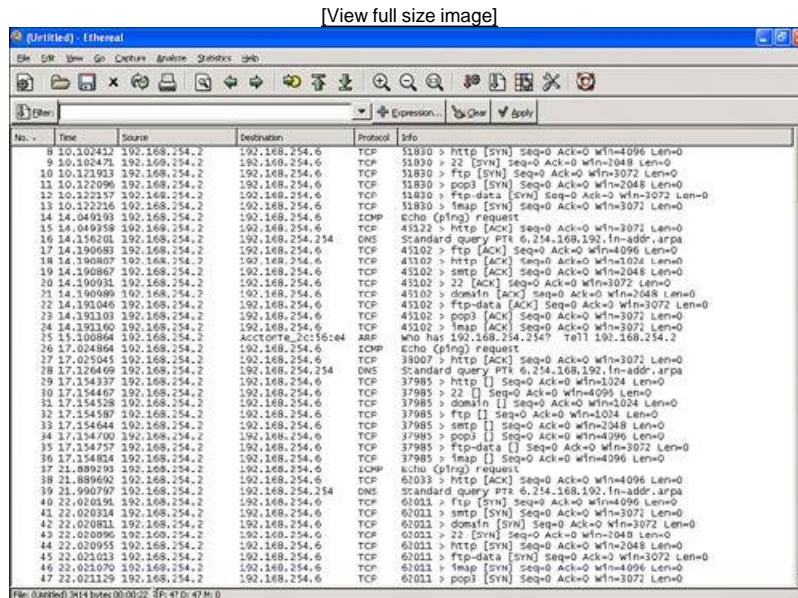 [View full size image]
(Untitled) - Ethereal
File Edit View Go Capture Analyze Statistics Help
Filter: Expression... Clear Apply
No. - Time Source Destination Protocol Info
8 10.102412 192.168.254.2 192.168.254.6 TCP 51830 > http [SYN] Seq=0 Ack=0 Win=4096 Len=0
9 10.102471 192.168.254.2 192.168.254.6 TCP 51830 > 22 [SYN] Seq=0 Ack=0 Win=2048 Len=0
10 10.121913 192.168.254.2 192.168.254.6 TCP 51830 > ftp [SYN] Seq=0 Ack=0 Win=3072 Len=0
11 10.122096 192.168.254.2 192.168.254.6 TCP 51830 > pop3 [SYN] Seq=0 Ack=0 Win=2048 Len=0
12 10.122157 192.168.254.2 192.168.254.6 TCP 51830 > ftp-data [SYN] Seq=0 Ack=0 Win=3072 Len=0
13 10.122216 192.168.254.2 192.168.254.6 TCP 51830 > imap [SYN] Seq=0 Ack=0 Win=3072 Len=0
14 14.049193 192.168.254.2 192.168.254.6 ICMP Echo (ping) request
15 14.049358 192.168.254.2 192.168.254.6 TCP 45122 > http [ACK] Seq=0 Ack=0 Win=3072 Len=0
16 14.156201 192.168.254.2 192.168.254.254 DNS Standard query PTR 6.254.168.192.in-addr.arpa
17 14.190683 192.168.254.2 192.168.254.6 TCP 45102 > ftp [ACK] Seq=0 Ack=0 Win=4096 Len=0
18 14.190807 192.168.254.2 192.168.254.6 TCP 45102 > http [ACK] Seq=0 Ack=0 Win=1024 Len=0
19 14.190867 192.168.254.2 192.168.254.6 TCP 45102 > smtp [ACK] Seq=0 Ack=0 Win=2048 Len=0
20 14.190931 192.168.254.2 192.168.254.6 TCP 45102 > 22 [ACK] Seq=0 Ack=0 Win=3072 Len=0
21 14.190989 192.168.254.2 192.168.254.6 TCP 45102 > domain [ACK] Seq=0 Ack=0 Win=2048 Len=0
22 14.191046 192.168.254.2 192.168.254.6 TCP 45102 > ftp-data [ACK] Seq=0 Ack=0 Win=3072 Len=0
23 14.191103 192.168.254.2 192.168.254.6 TCP 45102 > pop3 [ACK] Seq=0 Ack=0 Win=3072 Len=0
24 14.191160 192.168.254.2 192.168.254.6 TCP 45102 > imap [ACK] Seq=0 Ack=0 Win=3072 Len=0
25 15.100864 192.168.254.2 AcctonTe_2c:56:e4 ARP Who has 192.168.254.254? Tell 192.168.254.2
26 17.024864 192.168.254.2 192.168.254.6 ICMP Echo (ping) request
27 17.025045 192.168.254.2 192.168.254.6 TCP 38007 > http [ACK] Seq=0 Ack=0 Win=3072 Len=0
28 17.126469 192.168.254.2 192.168.254.254 DNS Standard query PTR 6.254.168.192.in-addr.arpa
29 17.154337 192.168.254.2 192.168.254.6 TCP 37985 > http [] Seq=0 Ack=0 Win=1024 Len=0
30 17.154467 192.168.254.2 192.168.254.6 TCP 37985 > 22 [] Seq=0 Ack=0 Win=4096 Len=0
31 17.154528 192.168.254.2 192.168.254.6 TCP 37985 > domain [] Seq=0 Ack=0 Win=1024 Len=0
32 17.154587 192.168.254.2 192.168.254.6 TCP 37985 > ftp [] Seq=0 Ack=0 Win=1024 Len=0
33 17.154644 192.168.254.2 192.168.254.6 TCP 37985 > smtp [] Seq=0 Ack=0 Win=2048 Len=0
34 17.154700 192.168.254.2 192.168.254.6 TCP 37985 > pop3 [] Seq=0 Ack=0 Win=4096 Len=0
35 17.154757 192.168.254.2 192.168.254.6 TCP 37985 > ftp-data [] Seq=0 Ack=0 Win=3072 Len=0
36 17.154814 192.168.254.2 192.168.254.6 TCP 37985 > imap [] Seq=0 Ack=0 Win=4096 Len=0
37 21.889293 192.168.254.2 192.168.254.6 ICMP Echo (ping) request
38 21.889692 192.168.254.2 192.168.254.6 TCP 62033 > http [ACK] Seq=0 Ack=0 Win=4096 Len=0
39 21.990797 192.168.254.2 192.168.254.254 DNS Standard query PTR 6.254.168.192.in-addr.arpa
40 22.020191 192.168.254.2 192.168.254.6 TCP 62011 > ftp [SYN] Seq=0 Ack=0 Win=4096 Len=0
41 22.020314 192.168.254.2 192.168.254.6 TCP 62011 > smtp [SYN] Seq=0 Ack=0 Win=3072 Len=0
42 22.020811 192.168.254.2 192.168.254.6 TCP 62011 > domain [SYN] Seq=0 Ack=0 Win=3072 Len=0
43 22.020896 192.168.254.2 192.168.254.6 TCP 62011 > 22 [SYN] Seq=0 Ack=0 Win=2048 Len=0
44 22.020955 192.168.254.2 192.168.254.6 TCP 62011 > http [SYN] Seq=0 Ack=0 Win=3072 Len=0
45 22.021013 192.168.254.2 192.168.254.6 TCP 62011 > ftp-data [SYN] Seq=0 Ack=0 Win=3072 Len=0
46 22.021070 192.168.254.2 192.168.254.6 TCP 62011 > imap [SYN] Seq=0 Ack=0 Win=4096 Len=0
47 22.021129 192.168.254.2 192.168.254.6 TCP 62011 > pop3 [SYN] Seq=0 Ack=0 Win=3072 Len=0
File: (Untitled) 3414 bytes 00:00:22 P: 47 D: 47 M: 0